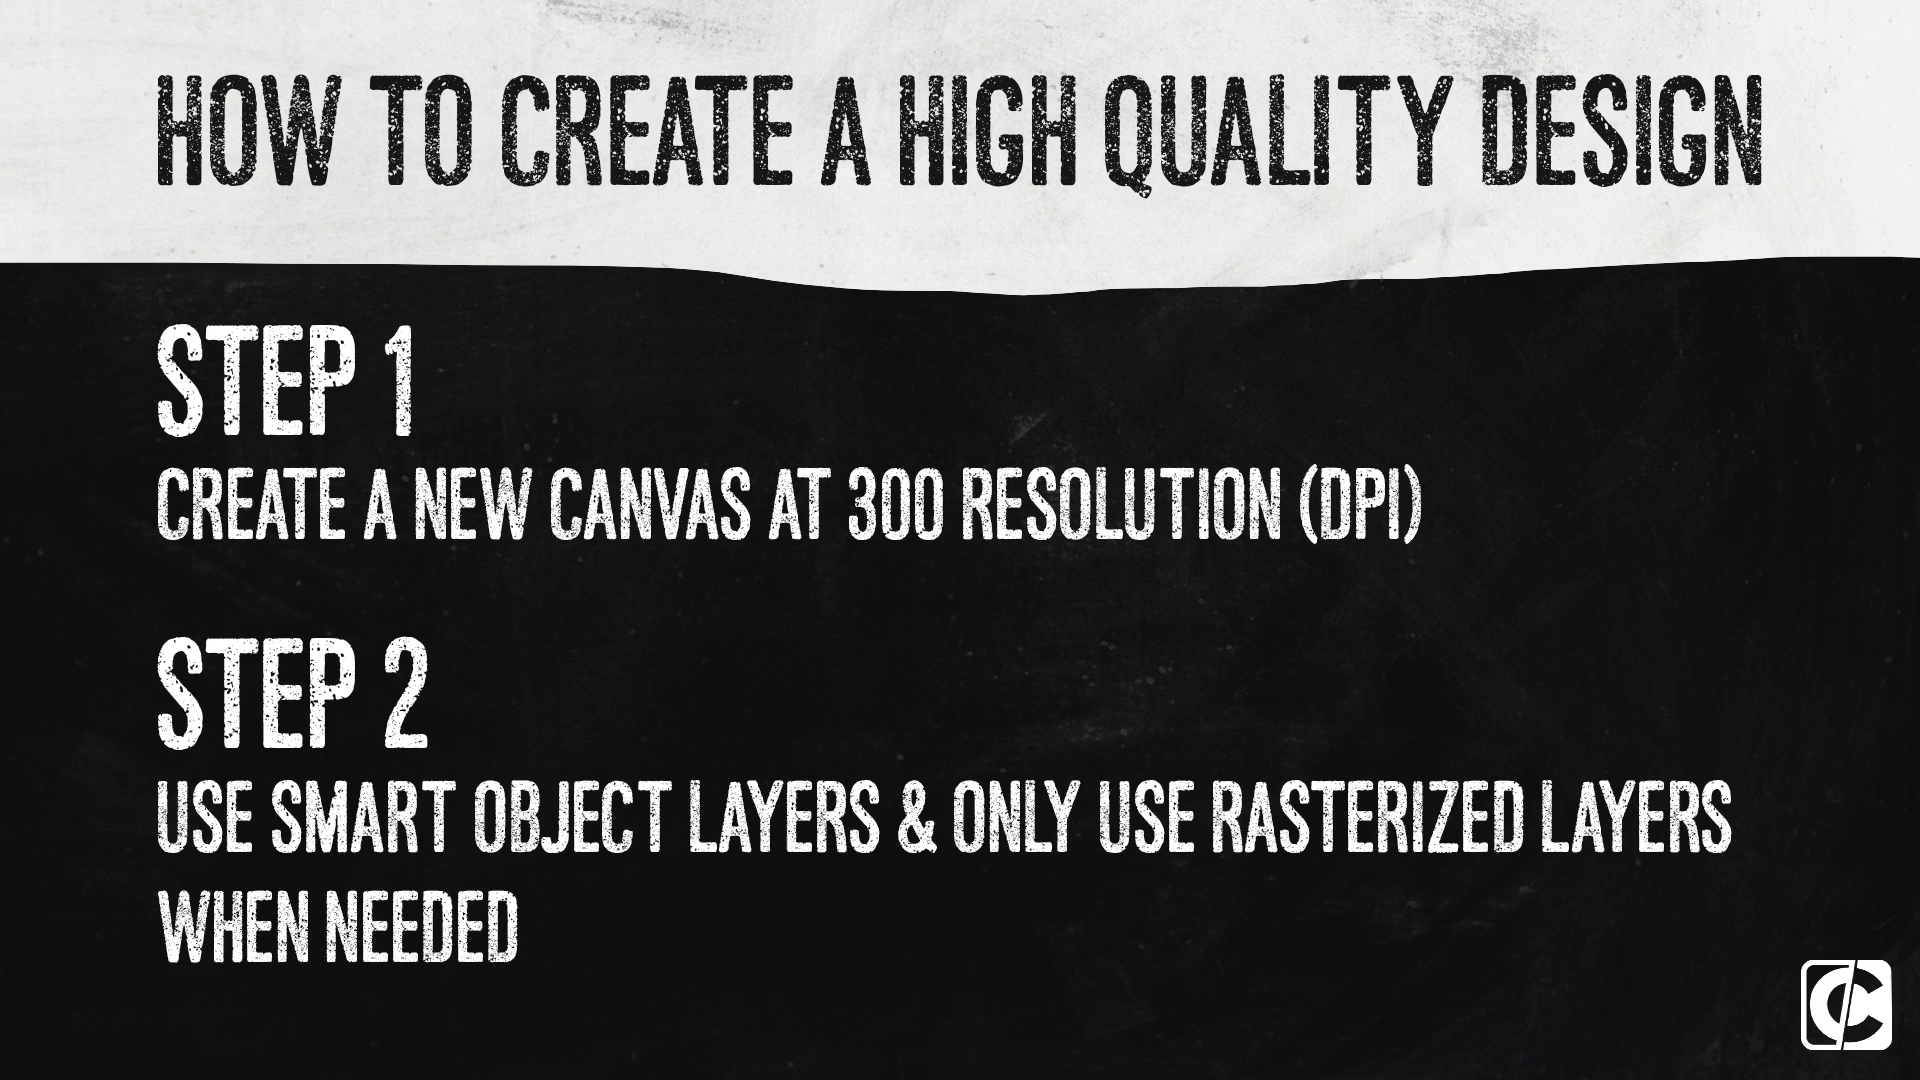 HOW TO CREATE A HIGH QUALITY DESIGN
STEP 1
CREATE A NEW CANVAS AT 300 RESOLUTION (DPI)
STEP 2
USE SMART OBJECT LAYERS & ONLY USE RASTERIZED LAYERS
WHEN NEEDED